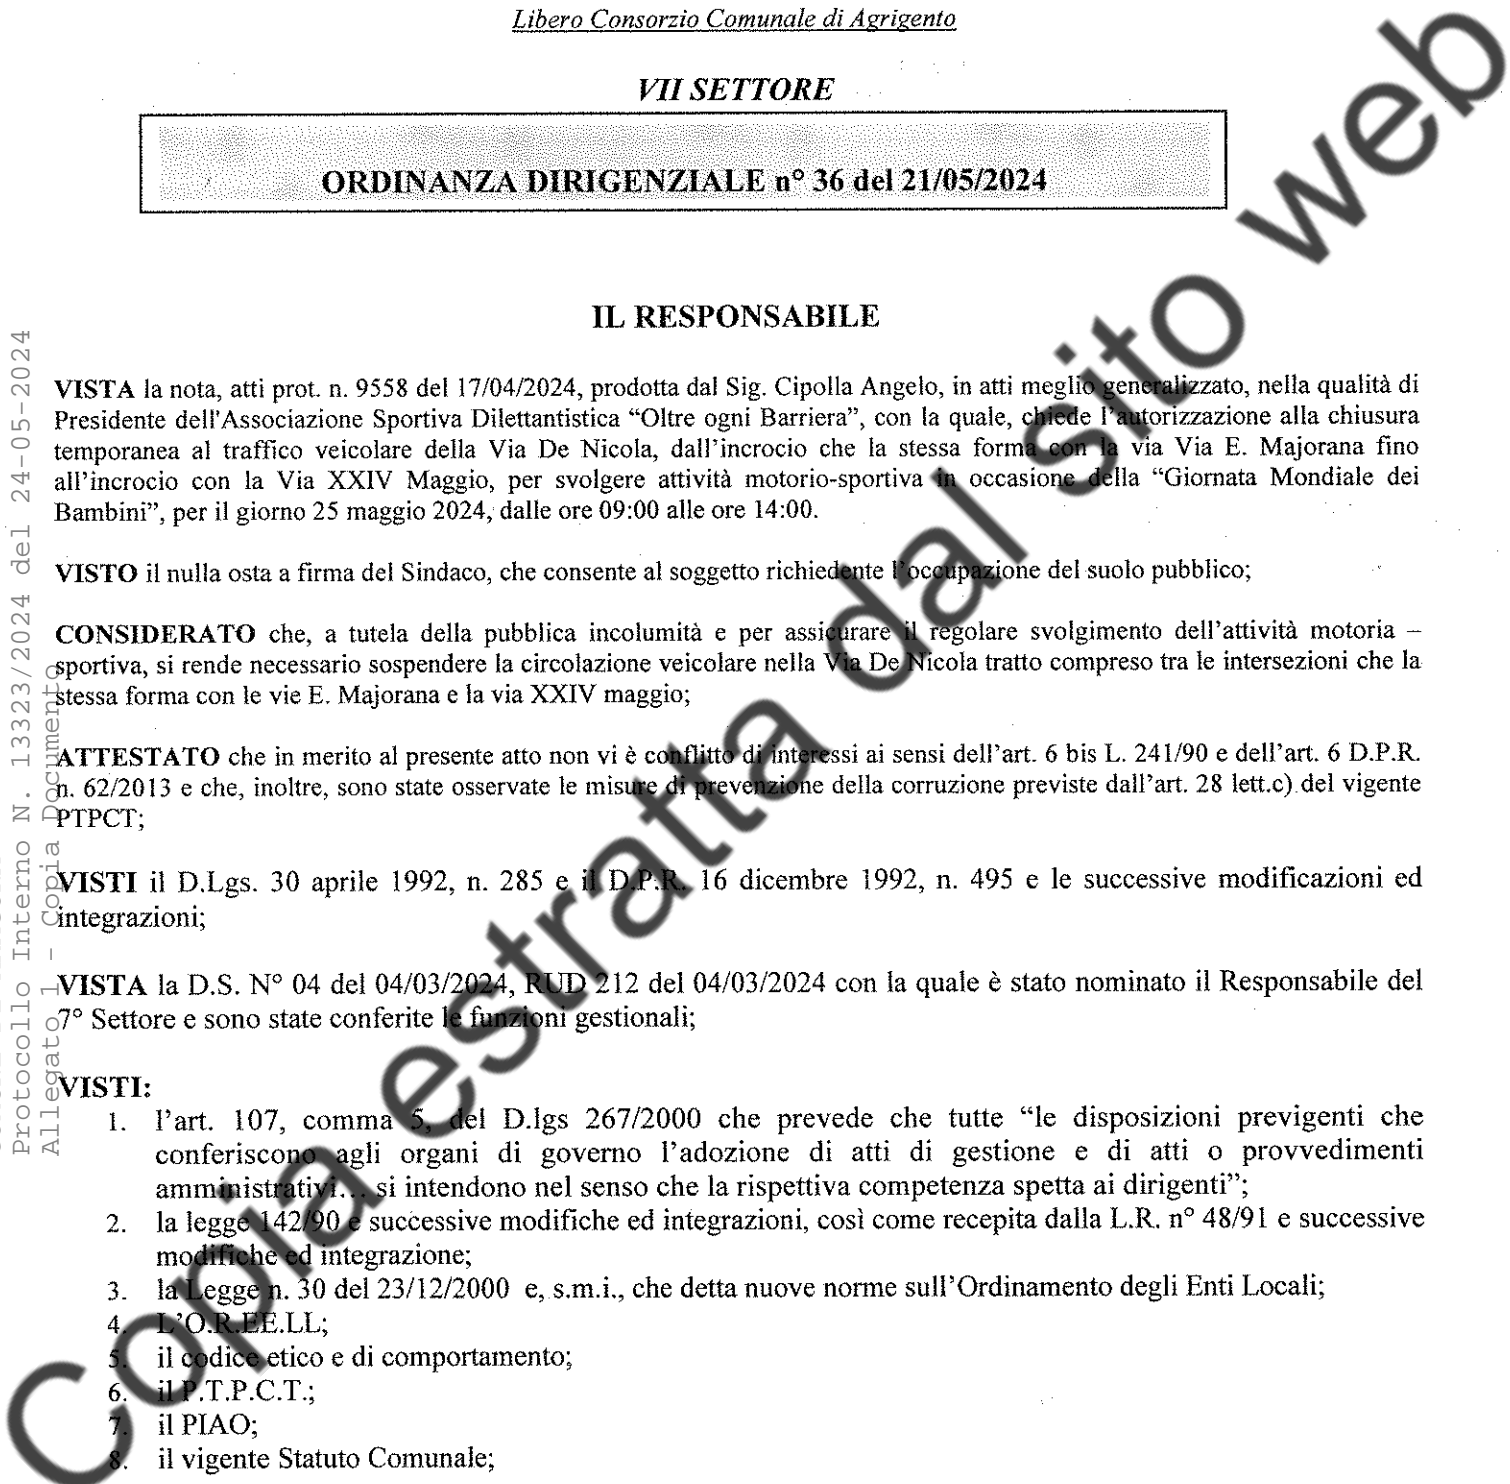 Libero Consorzio Comunale di Agrigento
VII SETTORE
ORDINANZA DIRIGENZIALE n° 36 del 21/05/2024
IL RESPONSABILE
VISTA la nota, atti prot. n. 9558 del 17/04/2024, prodotta dal Sig. Cipolla Angelo, in atti meglio generalizzato, nella qualità di
Presidente dell'Associazione Sportiva Dilettantistica “Oltre ogni Barriera”, con la quale, chiede l’autorizzazione alla chiusura
temporanea al traffico veicolare della Via De Nicola, dall’incrocio che la stessa forma con la via Via E. Majorana fino
all’incrocio con la Via XXIV Maggio, per svolgere attività motorio-sportiva in occasione della “Giornata Mondiale dei
Bambini”, per il giorno 25 maggio 2024, dalle ore 09:00 alle ore 14:00.
VISTO il nulla osta a firma del Sindaco, che consente al soggetto richiedente l’occupazione del suolo pubblico;
CONSIDERATO che, a tutela della pubblica incolumità e per assicurare il regolare svolgimento dell’attività motoria –
sportiva, si rende necessario sospendere la circolazione veicolare nella Via De Nicola tratto compreso tra le intersezioni che la
stessa forma con le vie E. Majorana e la via XXIV maggio;
ATTESTATO che in merito al presente atto non vi è conflitto di interessi ai sensi dell’art. 6 bis L. 241/90 e dell’art. 6 D.P.R.
n. 62/2013 e che, inoltre, sono state osservate le misure di prevenzione della corruzione previste dall’art. 28 lett.c) del vigente
PTPCT;
VISTI il D.Lgs. 30 aprile 1992, n. 285 e il D.P.R. 16 dicembre 1992, n. 495 e le successive modificazioni ed
integrazioni;
VISTA la D.S. N° 04 del 04/03/2024, RUD 212 del 04/03/2024 con la quale è stato nominato il Responsabile del
7° Settore e sono state conferite le funzioni gestionali;
VISTI:
1. l’art. 107, comma 5, del D.lgs 267/2000 che prevede che tutte “le disposizioni previgenti che
conferiscono agli organi di governo l’adozione di atti di gestione e di atti o provvedimenti
amministrativi… si intendono nel senso che la rispettiva competenza spetta ai dirigenti”;
2. la legge 142/90 e successive modifiche ed integrazioni, così come recepita dalla L.R. n° 48/91 e successive
modifiche ed integrazione;
3. la Legge n. 30 del 23/12/2000 e, s.m.i., che detta nuove norme sull’Ordinamento degli Enti Locali;
4. L’O.R.EE.LL;
5. il codice etico e di comportamento;
6. il P.T.P.C.T.;
7. il PIAO;
8. il vigente Statuto Comunale;
Protocollo Interno N. 13323/2024 del 24-05-2024
Allegato 1 - Copia Documento
Copia estratta dal sito web